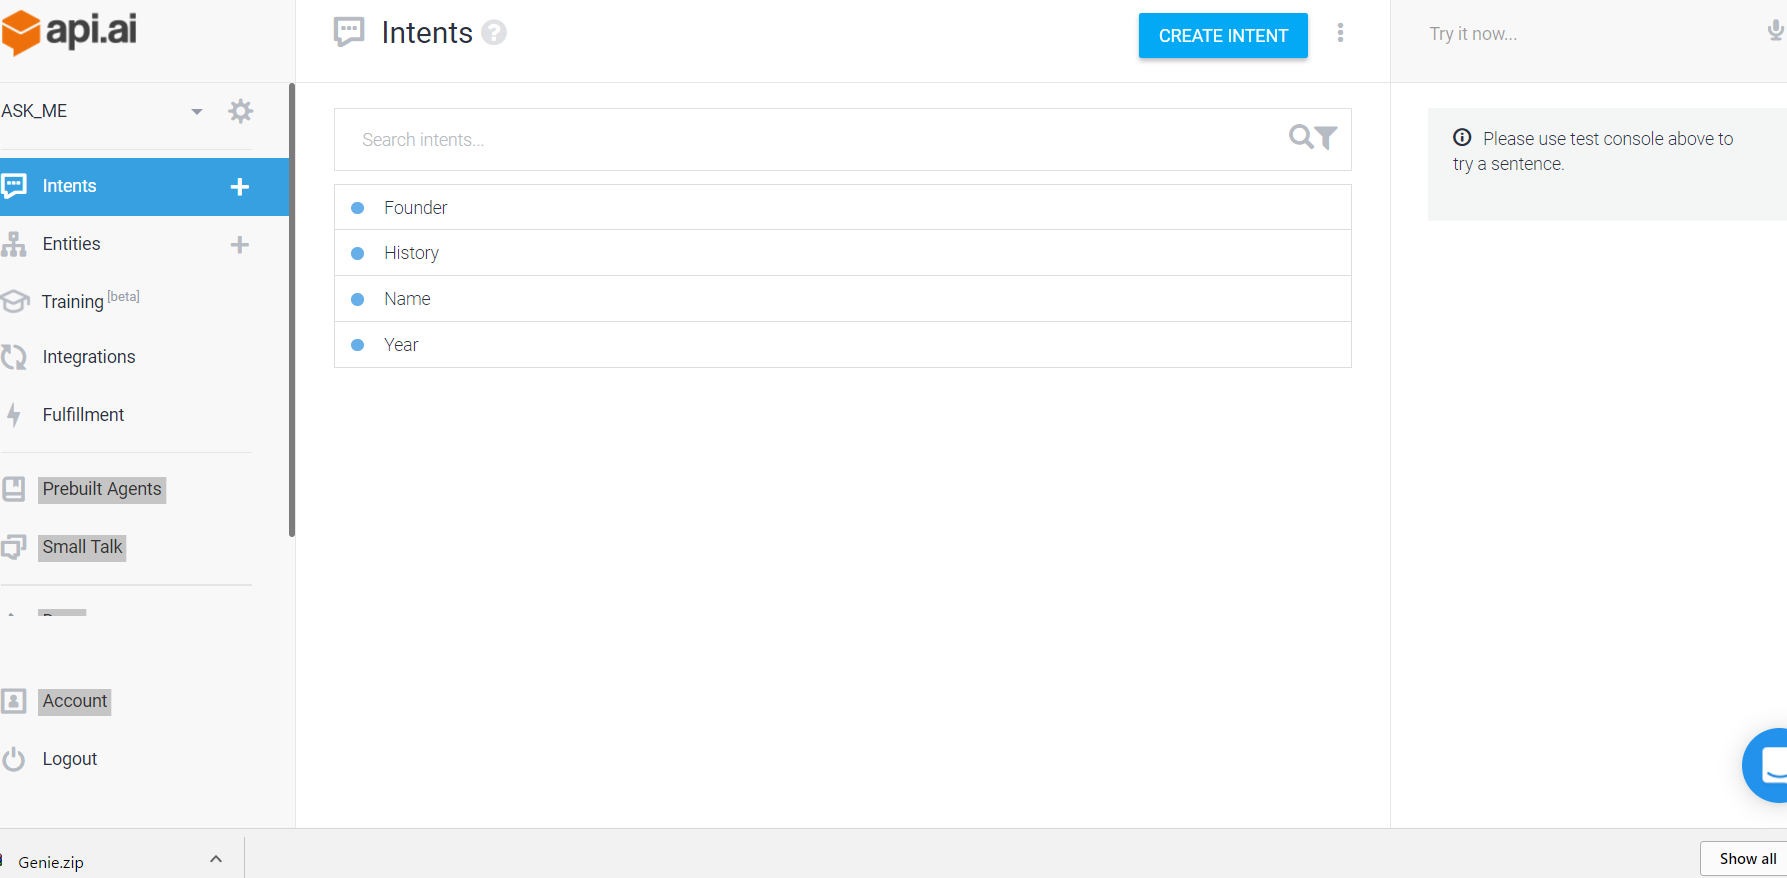 api.ai
Intents
CREATE INTENT
Try it now...
ASK_ME
Search intents...
Please use test console above to
try a sentence.
Intents
Entities
Training [beta]
Integrations
Fulfillment
Prebuilt Agents
Small Talk
Account
Logout
Founder
History
Name
Year
Genie.zip
Show all